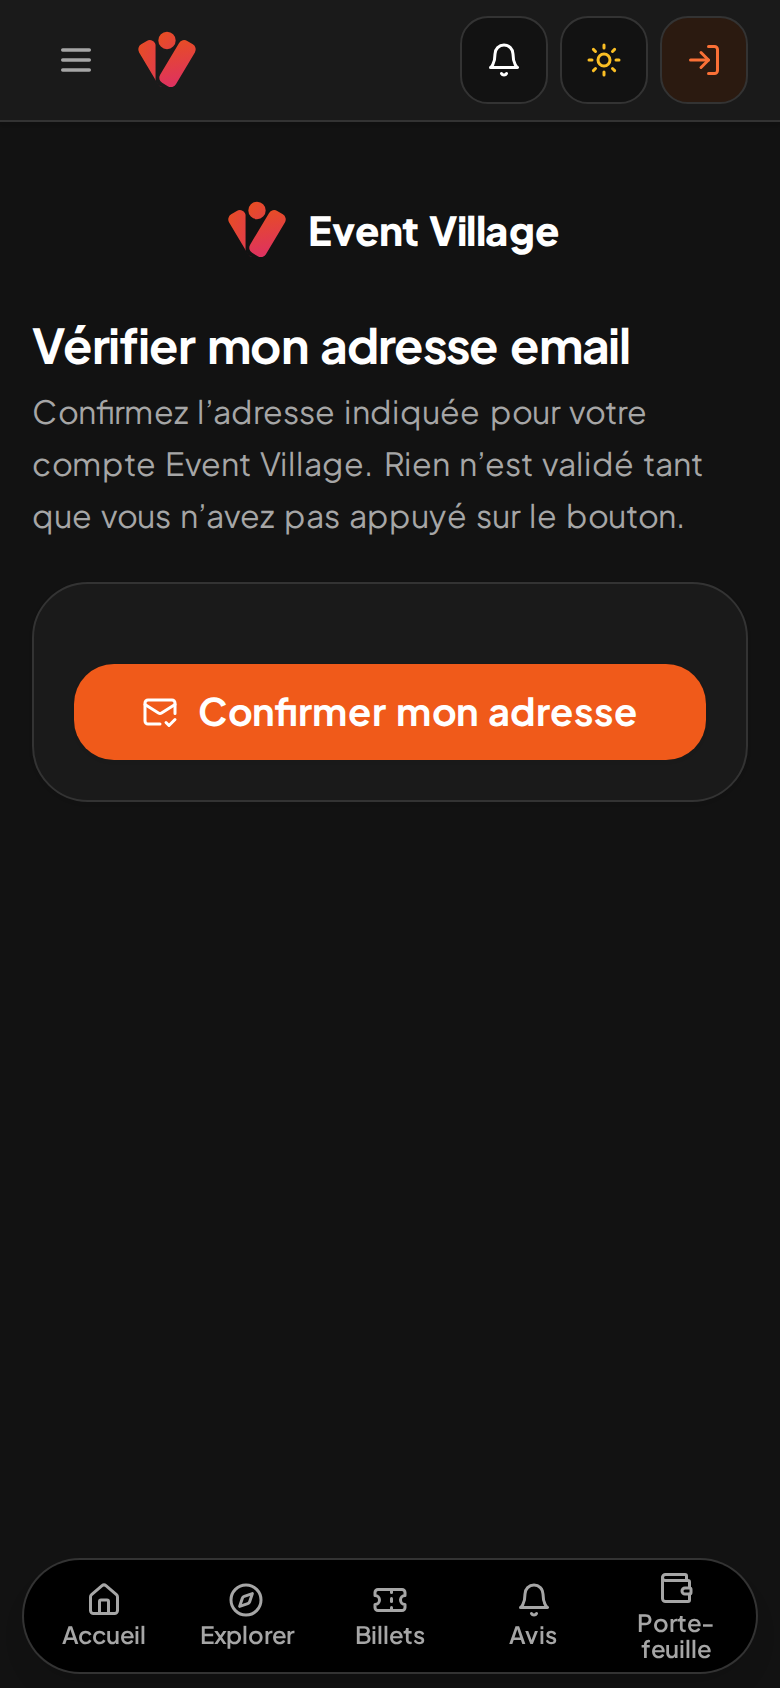 Event Village
Vérifier mon adresse email
Confirmez l’adresse indiquée pour votre
compte Event Village. Rien n’est validé tant
que vous n’avez pas appuyé sur le bouton.
Confirmer mon adresse
Accueil
Explorer
Billets
Avis
Porte-
feuille